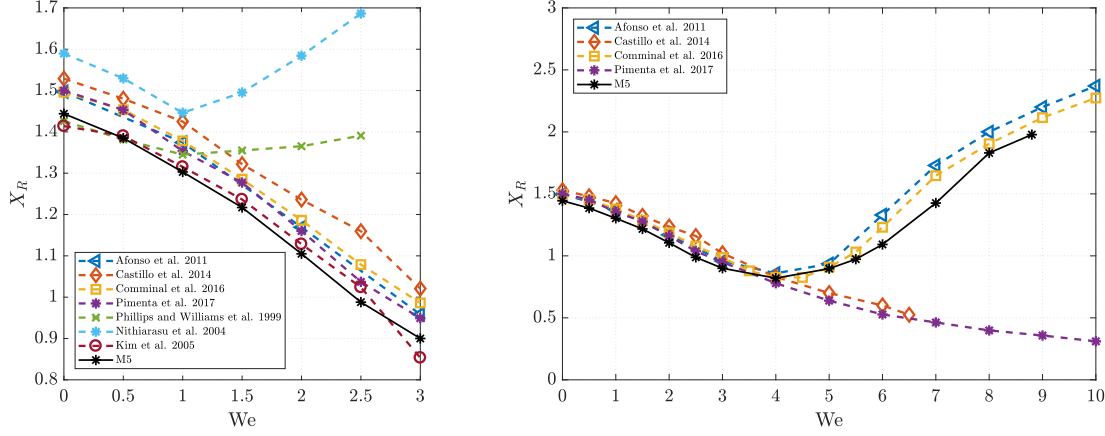 1.7
1.6
1.5
1.4
1.3
1.2
1.1
1
0.9
0.8
X_R
0 0.5 1 1.5 2 2.5 3
We
Afonso et al. 2011
Castillo et al. 2014
Comminal et al. 2016
Pimenta et al. 2017
Phillips and Williams et al. 1999
Nithiarasu et al. 2004
Kim et al. 2005
M5
3
2.5
2
1.5
1
0.5
0
X_R
0 1 2 3 4 5 6 7 8 9 10
We
Afonso et al. 2011
Castillo et al. 2014
Comminal et al. 2016
Pimenta et al. 2017
M5